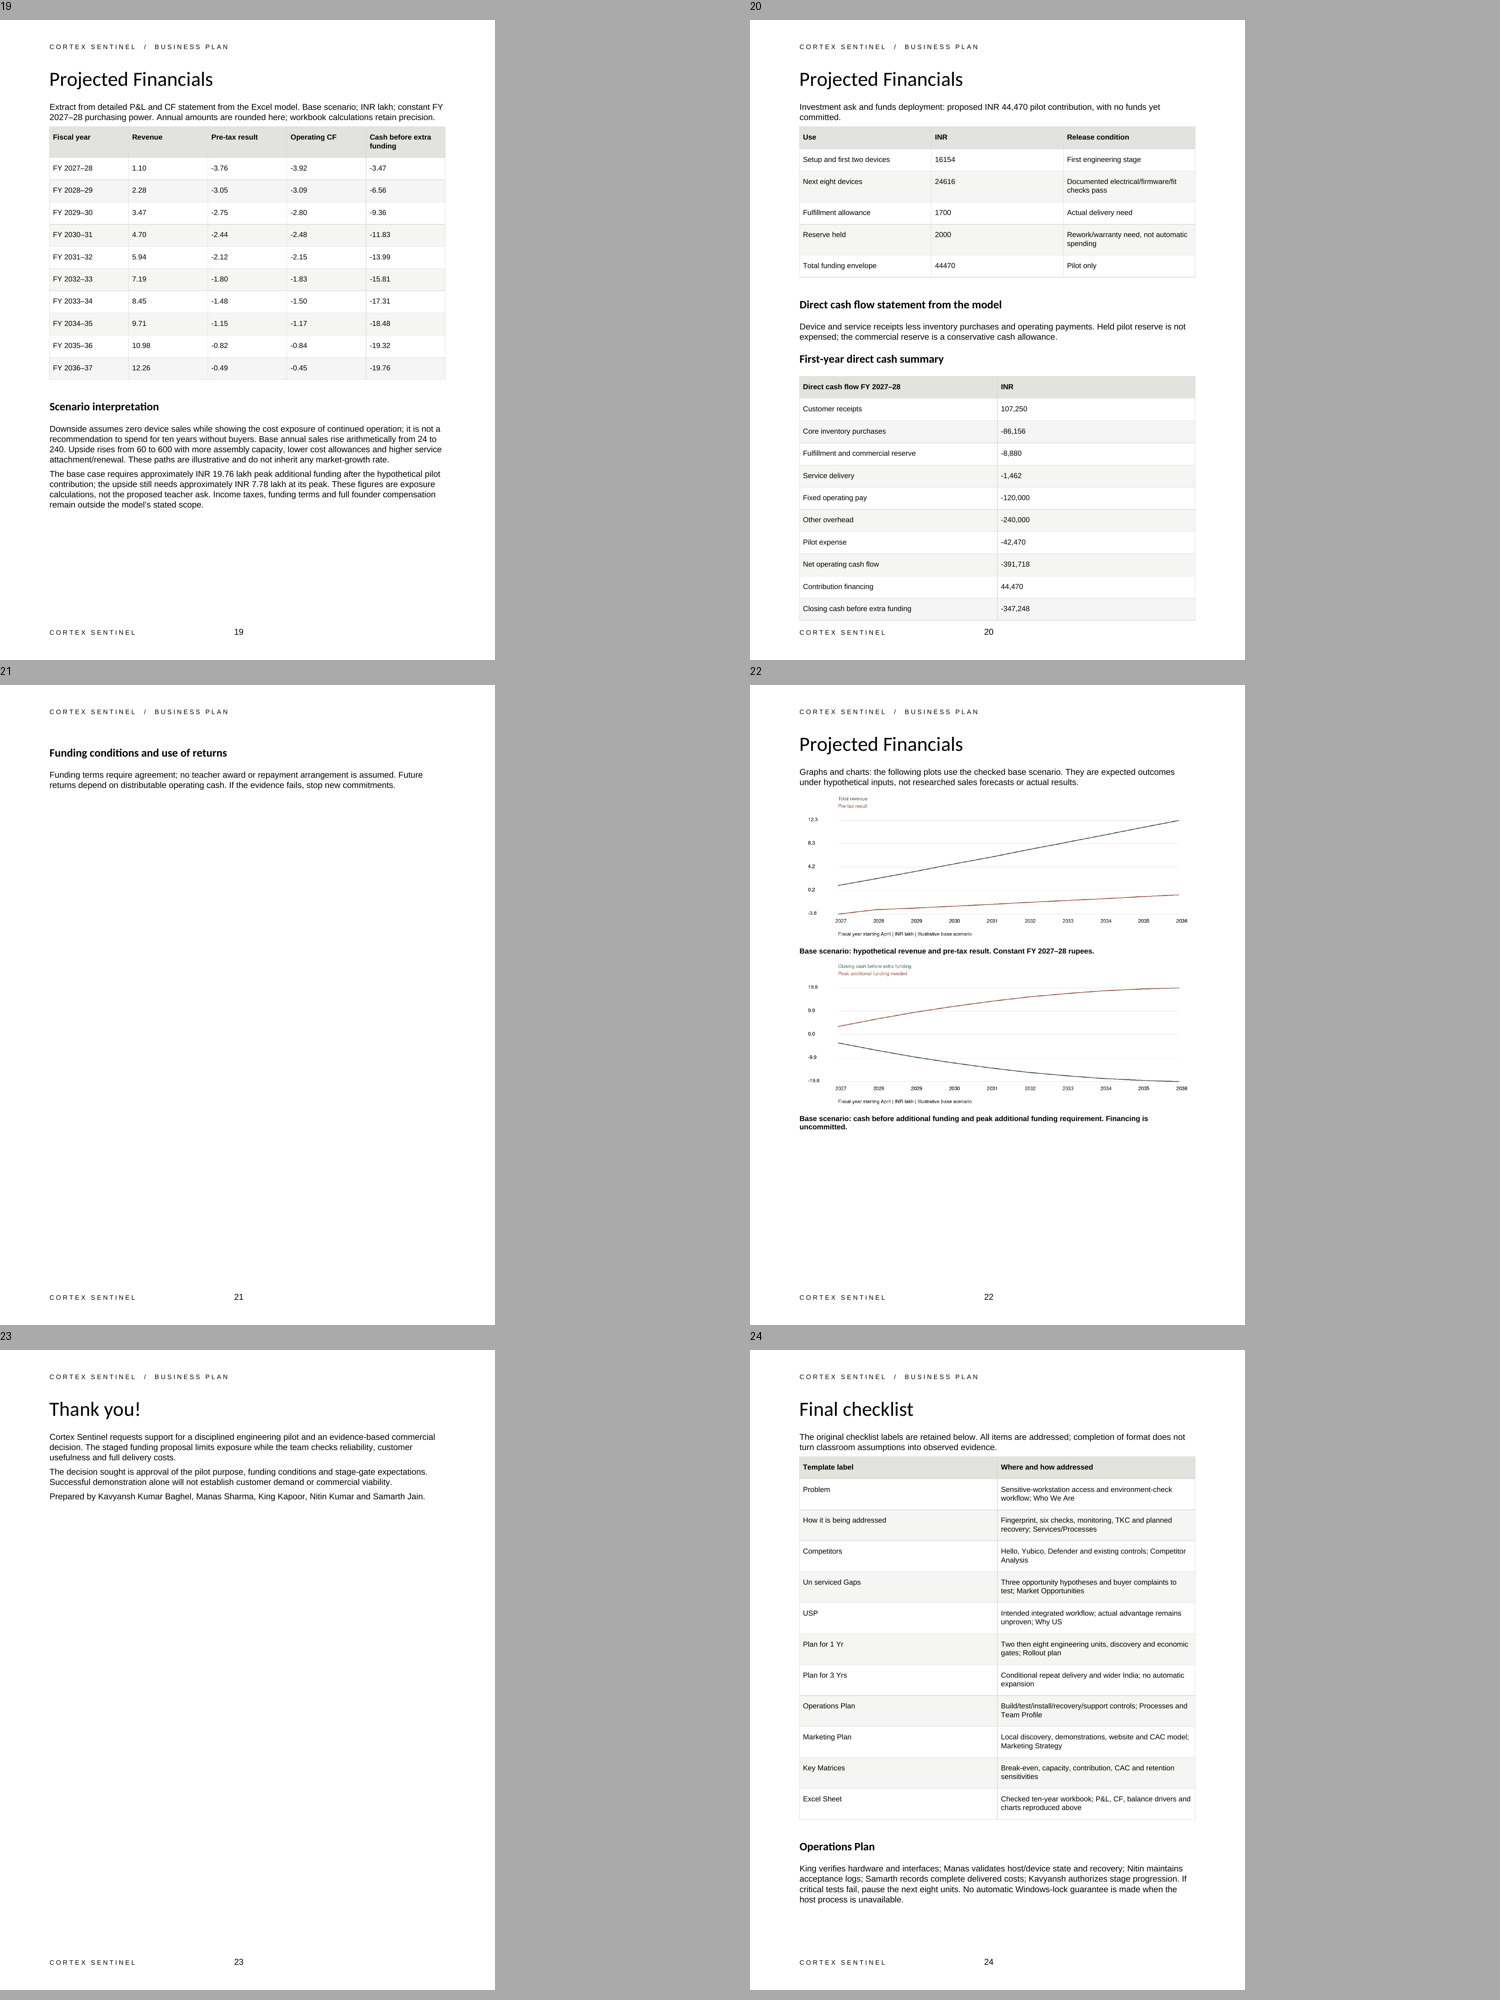 19
CORTEX SENTINEL / BUSINESS PLAN
Projected Financials
Extract from detailed P&L and CF statement from the Excel model. Base scenario; INR lakh; constant FY
2027–28 purchasing power. Annual amounts are rounded here; workbook calculations retain precision.
Fiscal year Revenue Pre-tax result Operating CF Cash before extra funding
FY 2027–28 1.10 -3.76 -3.92 -3.47
FY 2028–29 2.28 -3.05 -3.09 -6.56
FY 2029–30 3.47 -2.75 -2.80 -9.36
FY 2030–31 4.70 -2.44 -2.48 -11.83
FY 2031–32 5.94 -2.12 -2.15 -13.99
FY 2032–33 7.19 -1.80 -1.83 -15.81
FY 2033–34 8.45 -1.48 -1.50 -17.31
FY 2034–35 9.71 -1.15 -1.17 -18.48
FY 2035–36 10.98 -0.82 -0.84 -19.32
FY 2036–37 12.26 -0.49 -0.45 -19.76
Scenario interpretation
Downside assumes zero device sales while showing the cost exposure of continued operation; it is not a
recommendation to spend for ten years without buyers. Base annual sales rise arithmetically from 24 to
240. Upside rises from 60 to 600 with more assembly capacity, lower cost allowances and higher service
attachment/renewal. These paths are illustrative and do not inherit any market-growth rate.
The base case requires approximately INR 19.76 lakh peak additional funding after the hypothetical pilot
contribution; the upside still needs approximately INR 7.78 lakh at its peak. These figures are exposure
calculations, not the proposed teacher ask. Income taxes, funding terms and full founder compensation
remain outside the model's stated scope.
CORTEX SENTINEL 19
20
CORTEX SENTINEL / BUSINESS PLAN
Projected Financials
Investment ask and funds deployment: proposed INR 44,470 pilot contribution, with no funds yet
committed.
Use INR Release condition
Setup and first two devices 16154 First engineering stage
Next eight devices 24616 Documented electrical/firmware/fit checks pass
Fulfillment allowance 1700 Actual delivery need
Reserve held 2000 Rework/warranty need, not automatic spending
Total funding envelope 44470 Pilot only
Direct cash flow statement from the model
Device and service receipts less inventory purchases and operating payments. Held pilot reserve is not
expensed; the commercial reserve is a conservative cash allowance.
First-year direct cash summary
Direct cash flow FY 2027–28 INR
Customer receipts 107,250
Core inventory purchases -86,156
Fulfillment and commercial reserve -8,880
Service delivery -1,462
Fixed operating pay -120,000
Other overhead -240,000
Pilot expense -42,470
Net operating cash flow -391,718
Contribution financing 44,470
Closing cash before extra funding -347,248
CORTEX SENTINEL 20
21
CORTEX SENTINEL / BUSINESS PLAN
Funding conditions and use of returns
Funding terms require agreement; no teacher award or repayment arrangement is assumed. Future
returns depend on distributable operating cash. If the evidence fails, stop new commitments.
CORTEX SENTINEL 21
22
CORTEX SENTINEL / BUSINESS PLAN
Projected Financials
Graphs and charts: the following plots use the checked base scenario. They are expected outcomes
under hypothetical inputs, not researched sales forecasts or actual results.
Total revenue
Pre-tax result
12.3
8.3
4.2
0.2
-3.8
2027 2028 2029 2030 2031 2032 2033 2034 2035 2036
Fiscal year starting April | INR lakh | Illustrative base scenario
Base scenario: hypothetical revenue and pre-tax result. Constant FY 2027–28 rupees.
Closing cash before extra funding
Peak additional funding needed
19.8
9.9
0.0
-9.9
-19.8
2027 2028 2029 2030 2031 2032 2033 2034 2035 2036
Fiscal year starting April | INR lakh | Illustrative base scenario
Base scenario: cash before additional funding and peak additional funding requirement. Financing is
uncommitted.
CORTEX SENTINEL 22
23
CORTEX SENTINEL / BUSINESS PLAN
Thank you!
Cortex Sentinel requests support for a disciplined engineering pilot and an evidence-based commercial
decision. The staged funding proposal limits exposure while the team checks reliability, customer
usefulness and full delivery costs.
The decision sought is approval of the pilot purpose, funding conditions and stage-gate expectations.
Successful demonstration alone will not establish customer demand or commercial viability.
Prepared by Kavyansh Kumar Baghel, Manas Sharma, King Kapoor, Nitin Kumar and Samarth Jain.
CORTEX SENTINEL 23
24
CORTEX SENTINEL / BUSINESS PLAN
Final checklist
The original checklist labels are retained below. All items are addressed; completion of format does not
turn classroom assumptions into observed evidence.
Template label Where and how addressed
Problem Sensitive-workstation access and environment-check workflow; Who We Are
How it is being addressed Fingerprint, six checks, monitoring, TKC and planned recovery; Services/Processes
Competitors Hello, Yubico, Defender and existing controls; Competitor Analysis
Un serviced Gaps Three opportunity hypotheses and buyer complaints to test; Market Opportunities
USP Intended integrated workflow; actual advantage remains unproven; Why US
Plan for 1 Yr Two then eight engineering units, discovery and economic gates; Rollout plan
Plan for 3 Yrs Conditional repeat delivery and wider India; no automatic expansion
Operations Plan Build/test/install/recovery/support controls; Processes and Team Profile
Marketing Plan Local discovery, demonstrations, website and CAC model; Marketing Strategy
Key Matrices Break-even, capacity, contribution, CAC and retention sensitivities
Excel Sheet Checked ten-year workbook; P&L, CF, balance drivers and charts reproduced above
Operations Plan
King verifies hardware and interfaces; Manas validates host/device state and recovery; Nitin maintains
acceptance logs; Samarth records complete delivered costs; Kavyansh authorizes stage progression. If
critical tests fail, pause the next eight units. No automatic Windows-lock guarantee is made when the
host process is unavailable.
CORTEX SENTINEL 24